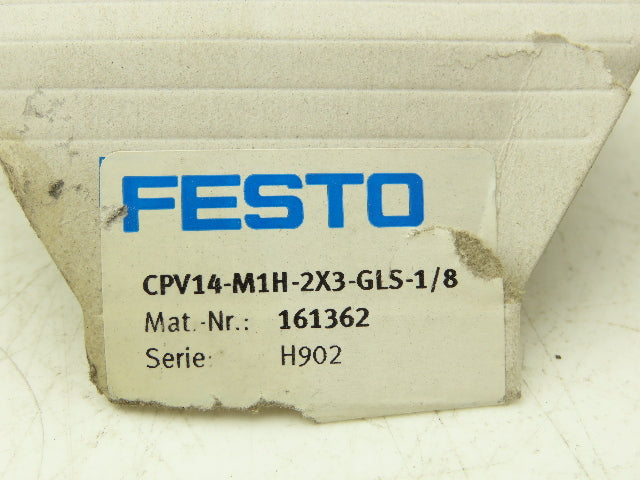 FESTO
CPV14-M1H-2X3-GLS-1/8
Mat.-Nr.: 161362
Serie: H902